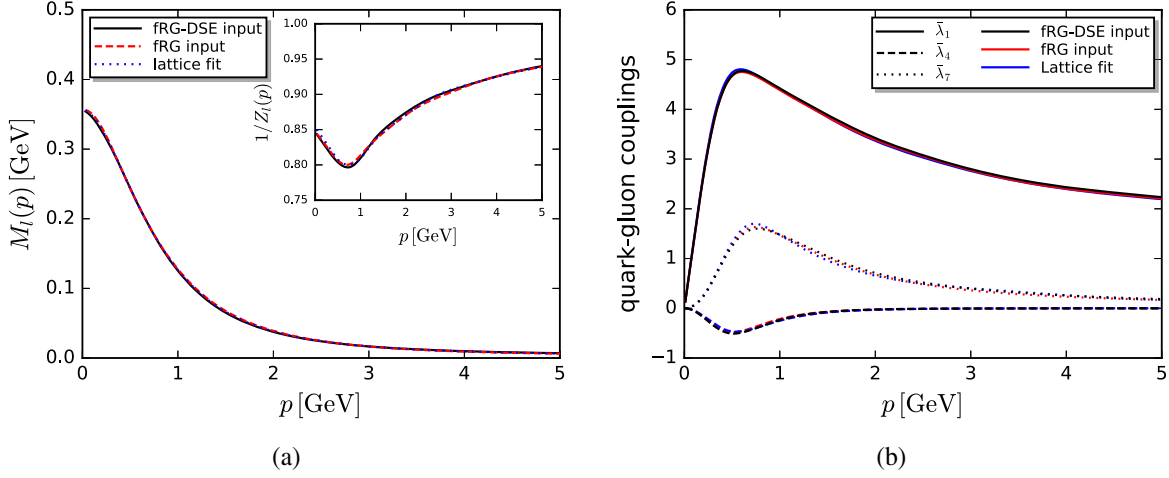 0.5
0.4
0.3
0.2
0.1
0.0
M_l(p) [GeV]
0
1
2
3
4
5
p [GeV]
fRG-DSE input
fRG input
lattice fit
1.00
0.95
0.90
0.85
0.80
0.75
1/Z_l(p)
0
1
2
3
4
5
p [GeV]
(a)
6
5
4
3
2
1
0
−1
quark-gluon couplings
0
1
2
3
4
5
p [GeV]
λ̄₁
λ̄₄
λ̄₇
fRG-DSE input
fRG input
Lattice fit
(b)